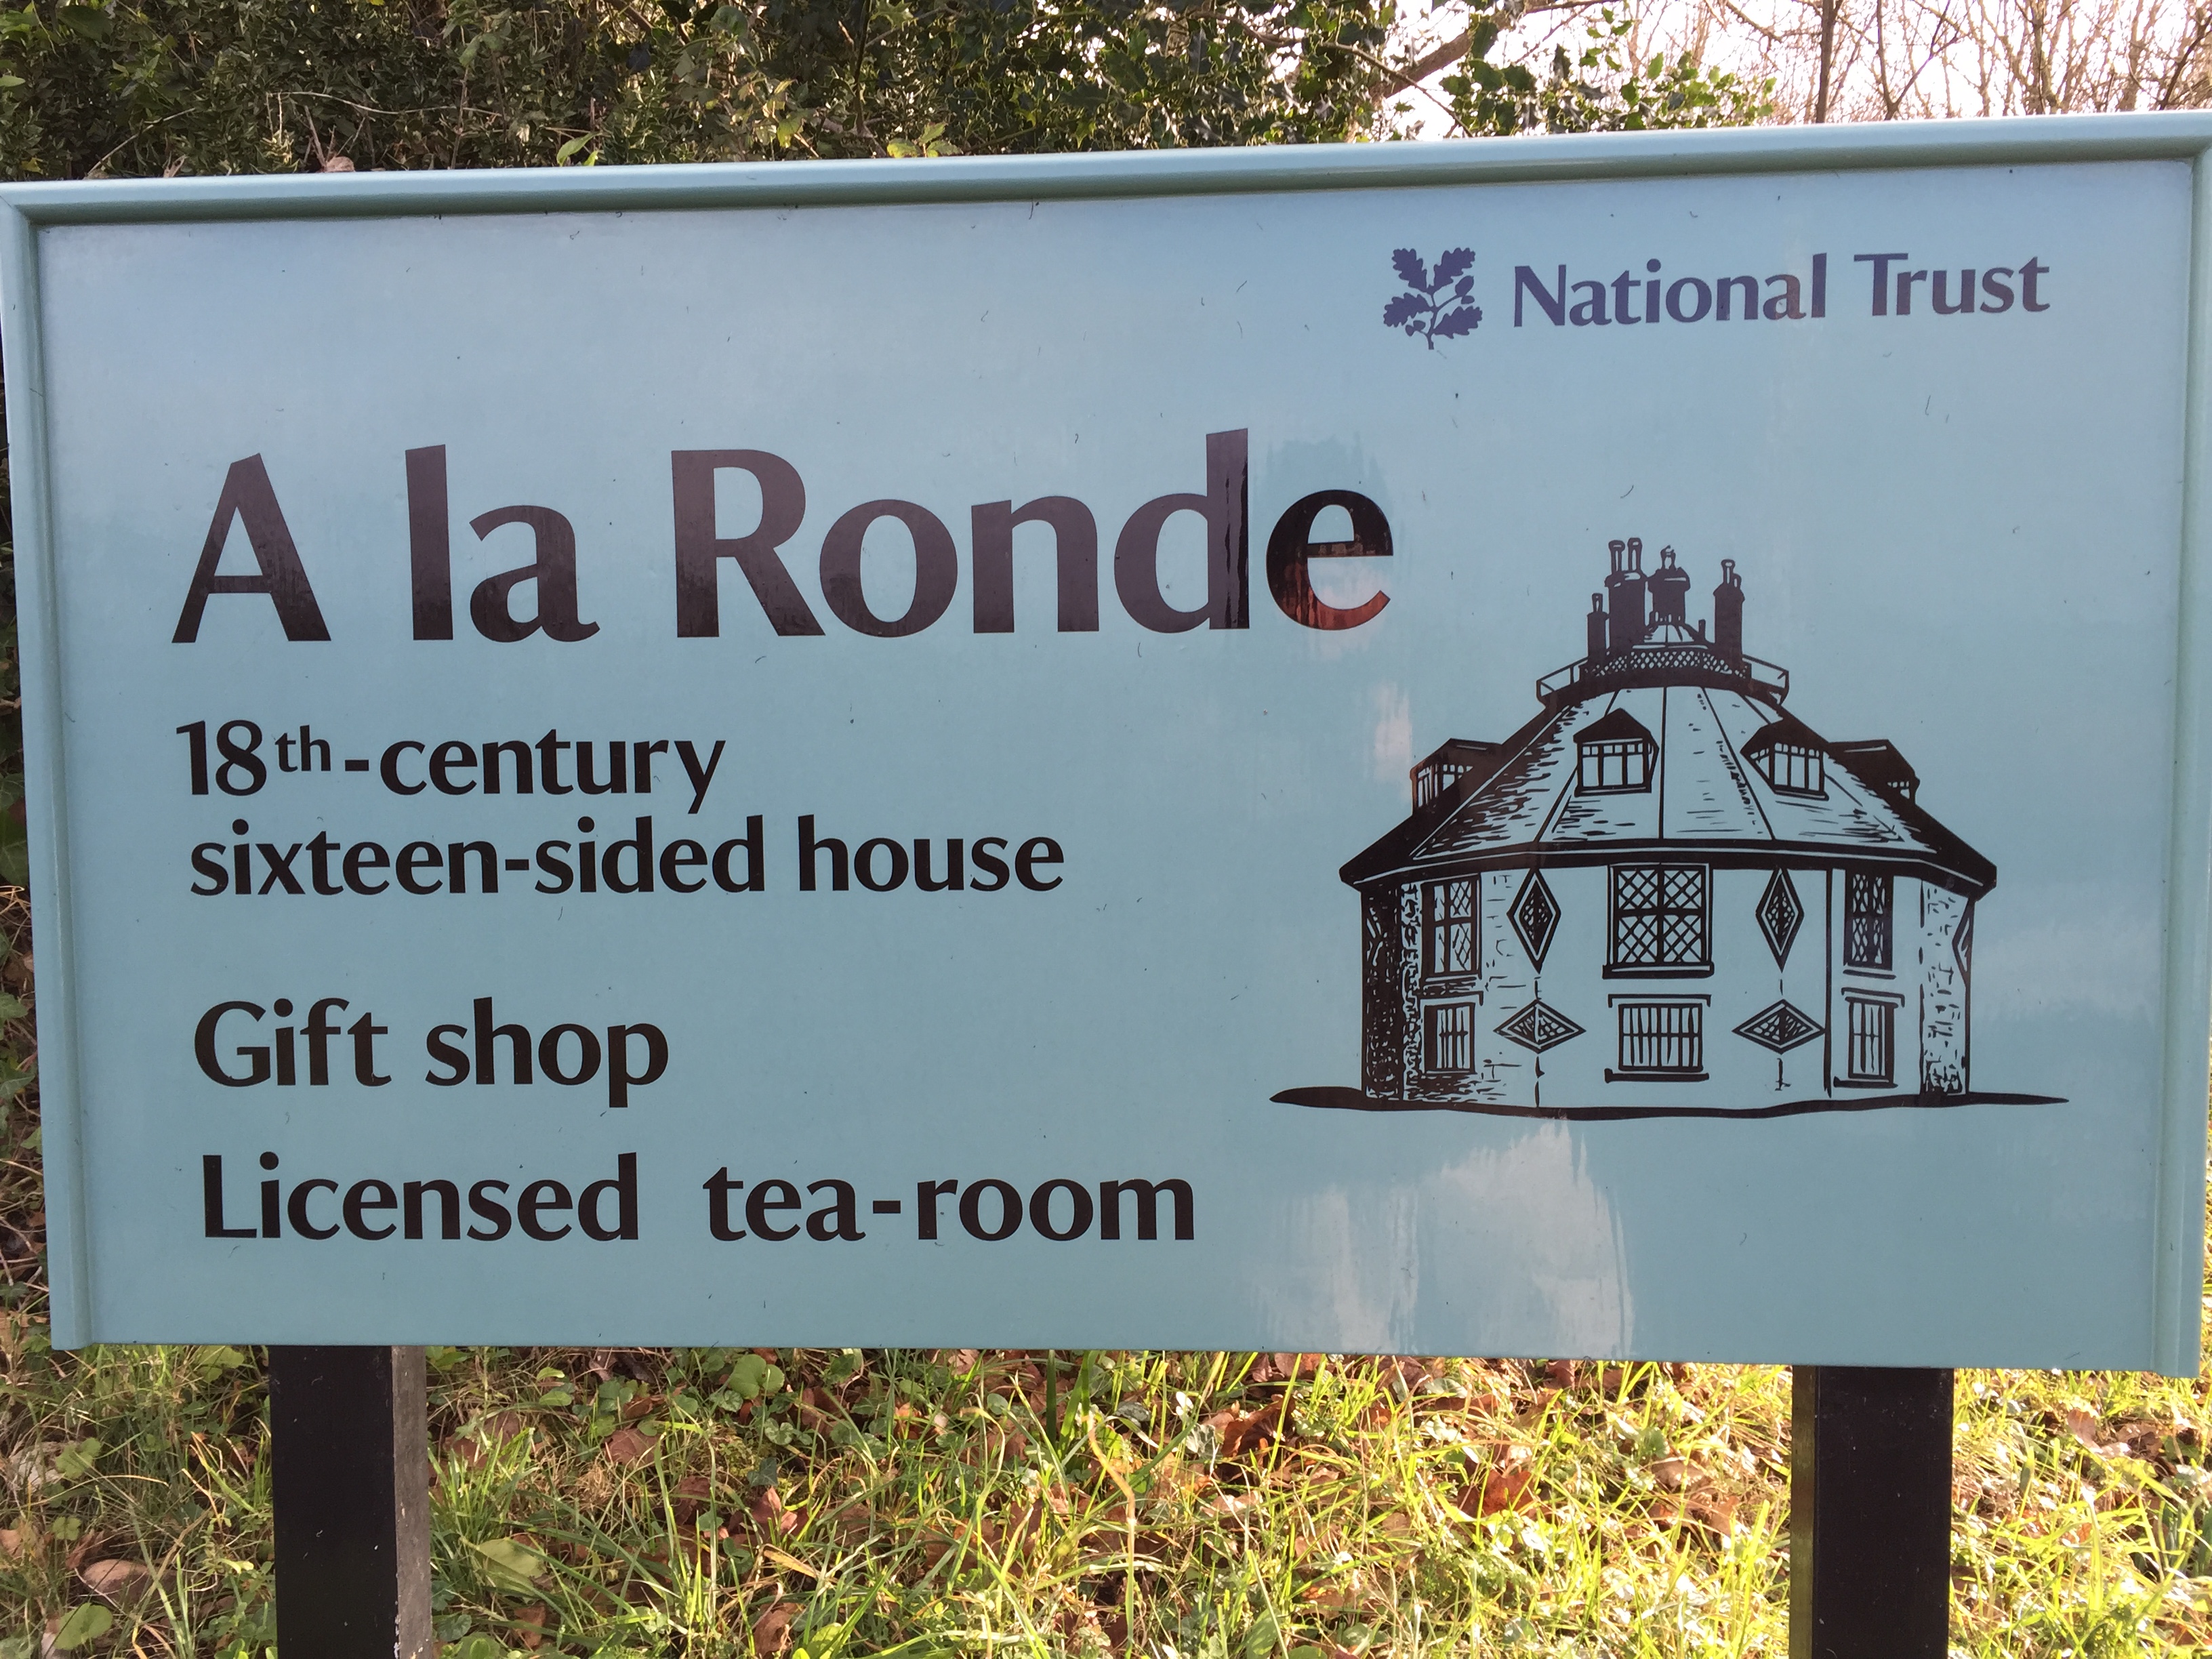 National Trust
A la Ronde
18th-century
sixteen-sided house
Gift shop
Licensed tea-room